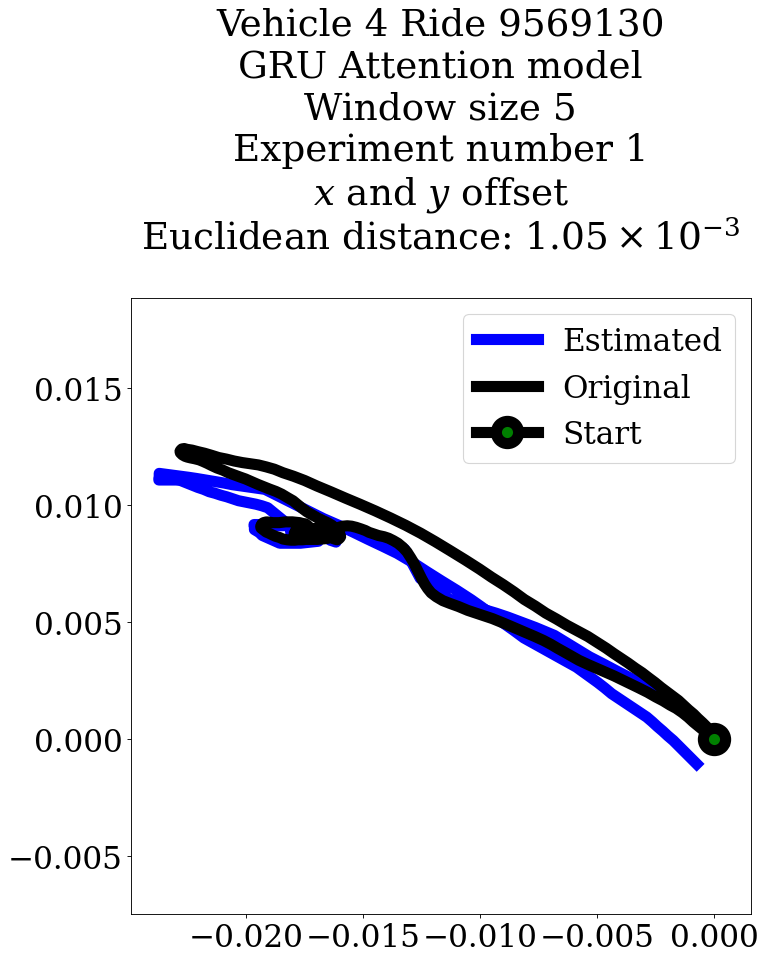 Vehicle 4 Ride 9569130
GRU Attention model
Window size 5
Experiment number 1
x and y offset
Euclidean distance: 1.05 × 10⁻³
Estimated
Original
Start
0.015
0.010
0.005
0.000
−0.005
−0.020 −0.015 −0.010 −0.005 0.000